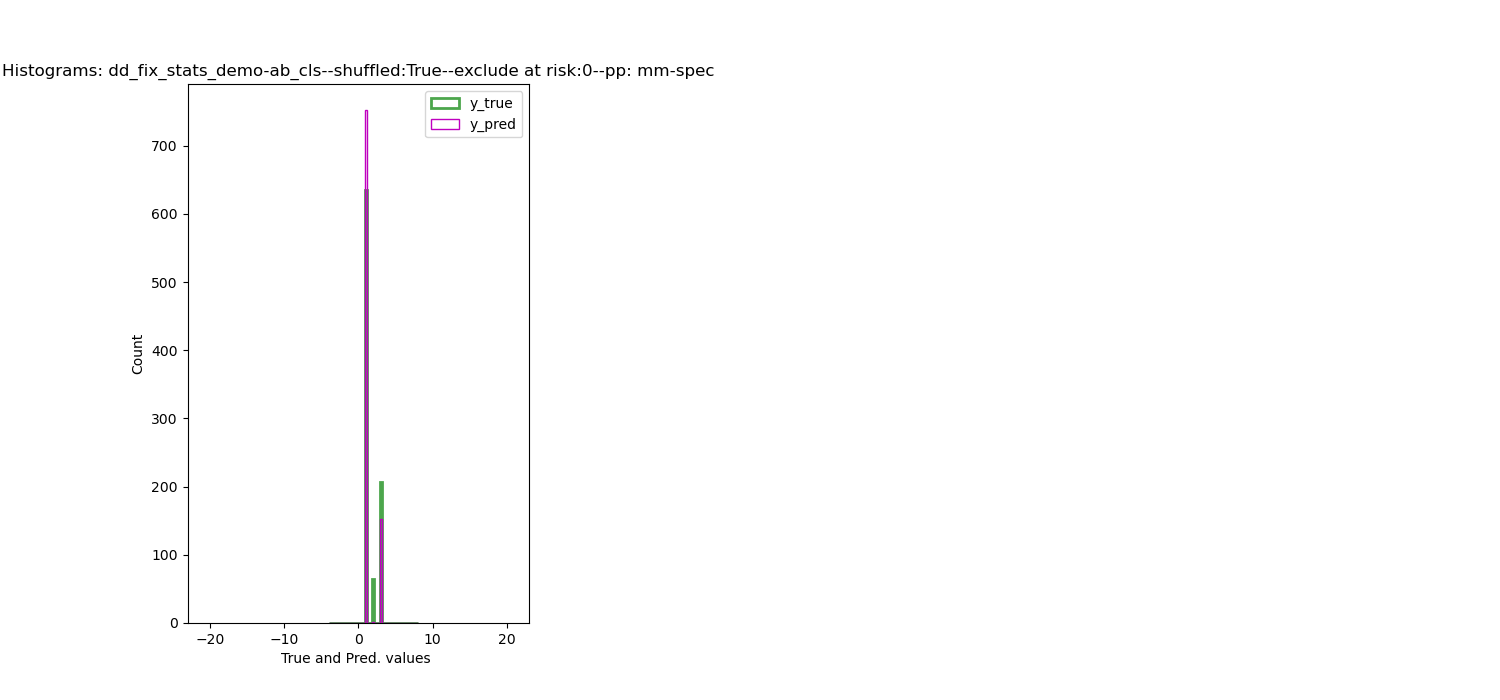 Histograms: dd_fix_stats_demo-ab_cls--shuffled:True--exclude at risk:0--pp: mm-spec
y_true
y_pred
700
600
500
400
300
200
100
0
Count
−20
−10
0
10
20
True and Pred. values